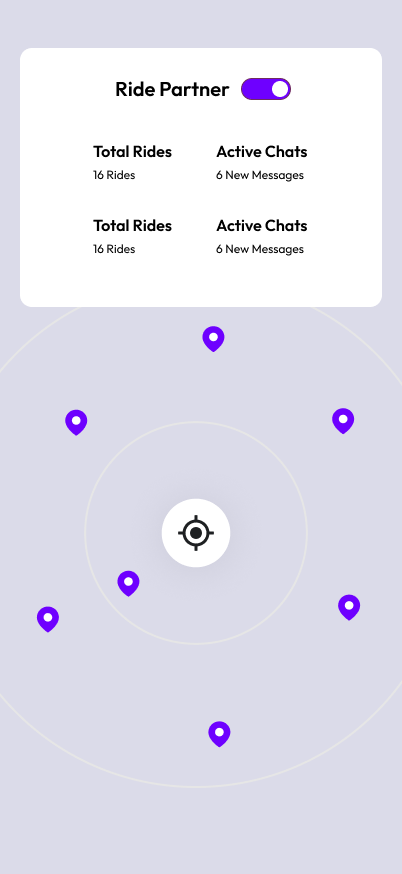 Ride Partner
Total Rides Active Chats
16 Rides 6 New Messages
Total Rides Active Chats
16 Rides 6 New Messages